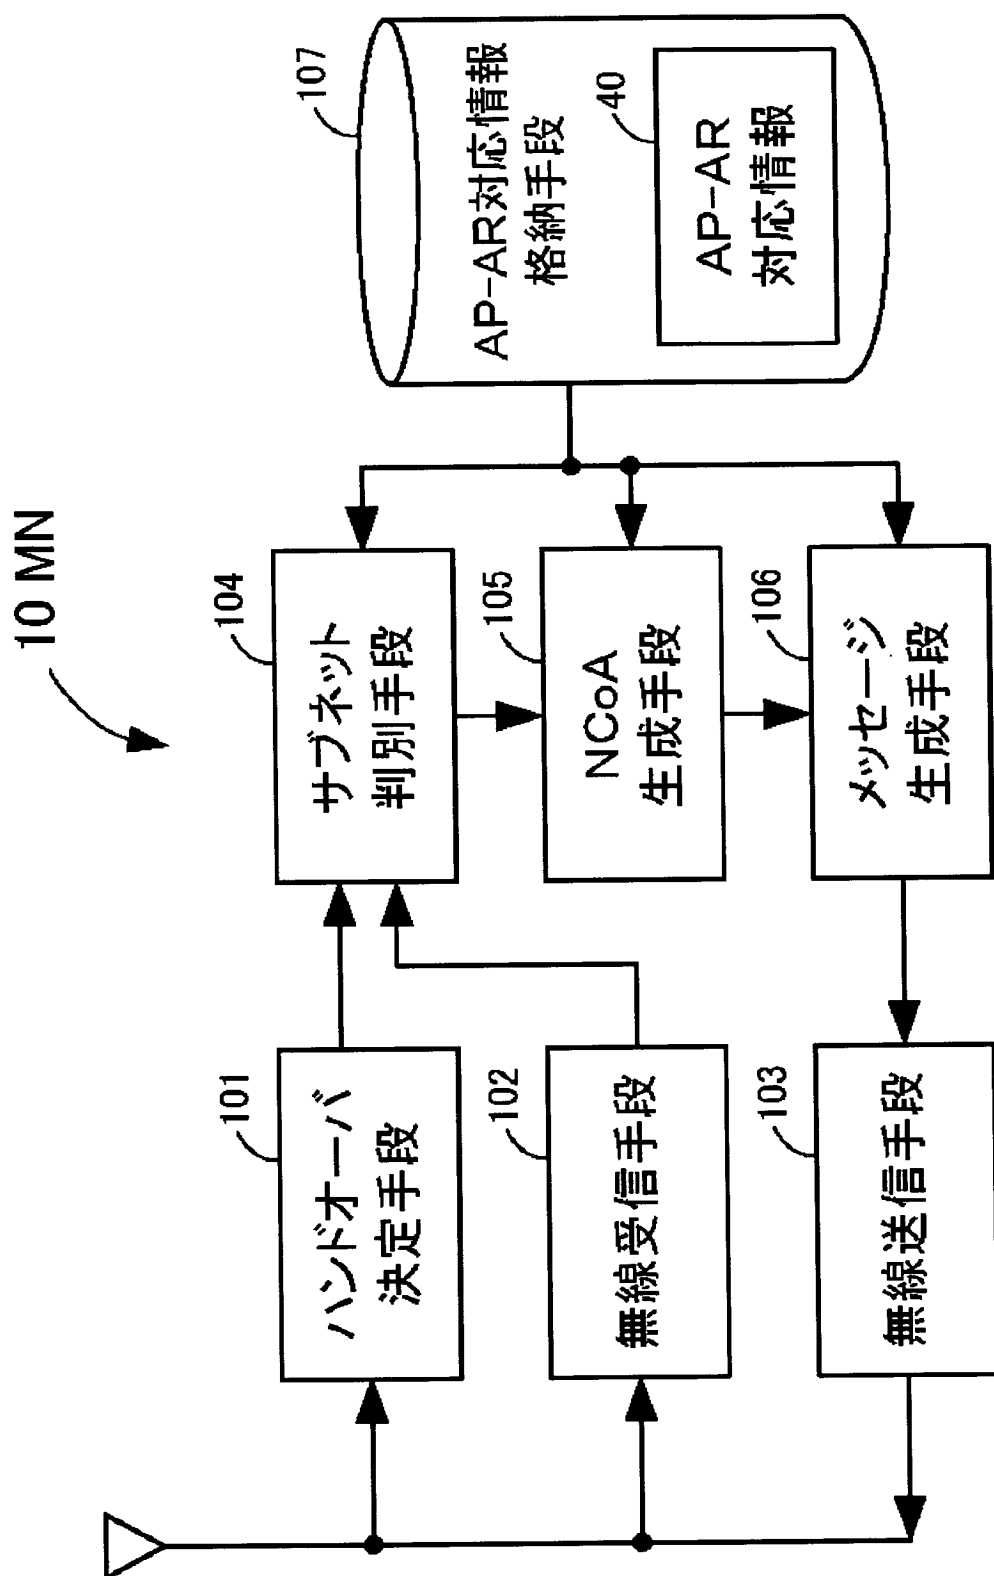 10 MN
101
ハンドオーバ
決定手段
102
無線受信手段
103
無線送信手段
104
サブネット
判別手段
105
NCoA
生成手段
106
メッセージ
生成手段
107
AP-AR対応情報
格納手段
40
AP-AR
対応情報